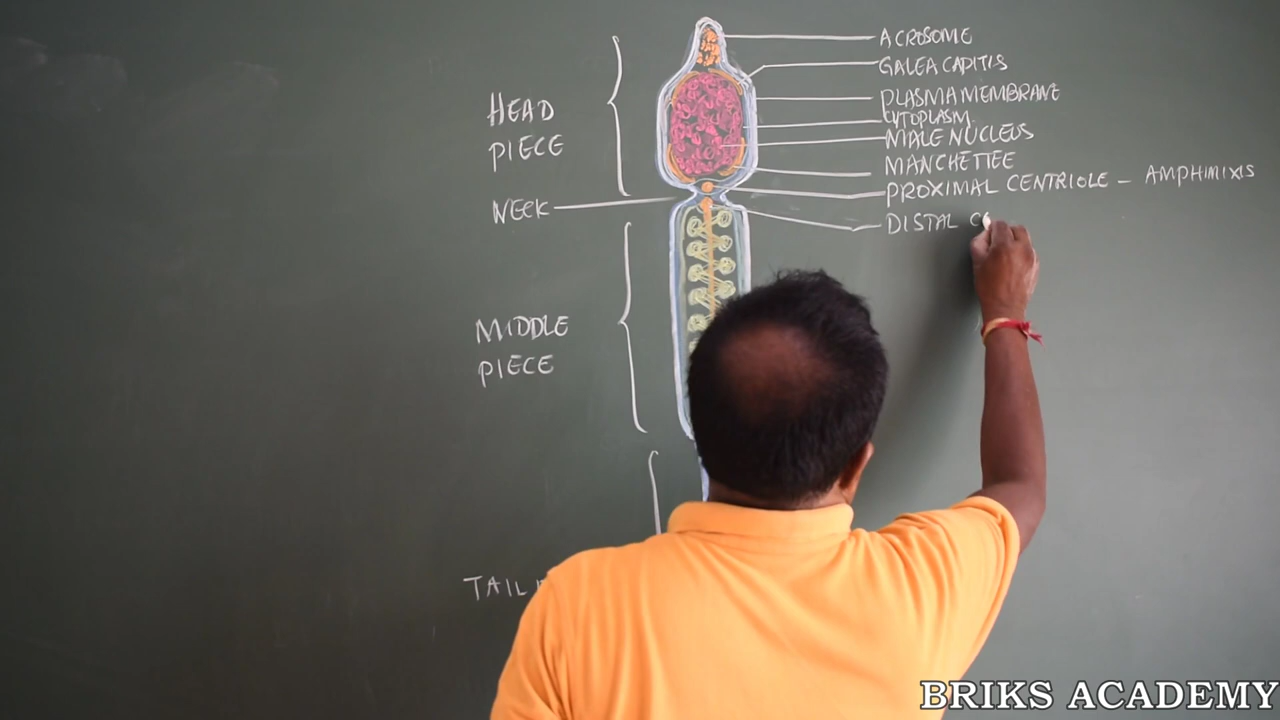 ACROSOME
GALEA CAPITIS
PLASMA MEMBRANE
CYTOPLASM
MALE NUCLEUS
MANCHETTEE
PROXIMAL CENTRIOLE – AMPHIMIXIS
DISTAL C
HEAD
PIECE
NECK
MIDDLE
PIECE
TAIL
BRIKS ACADEMY